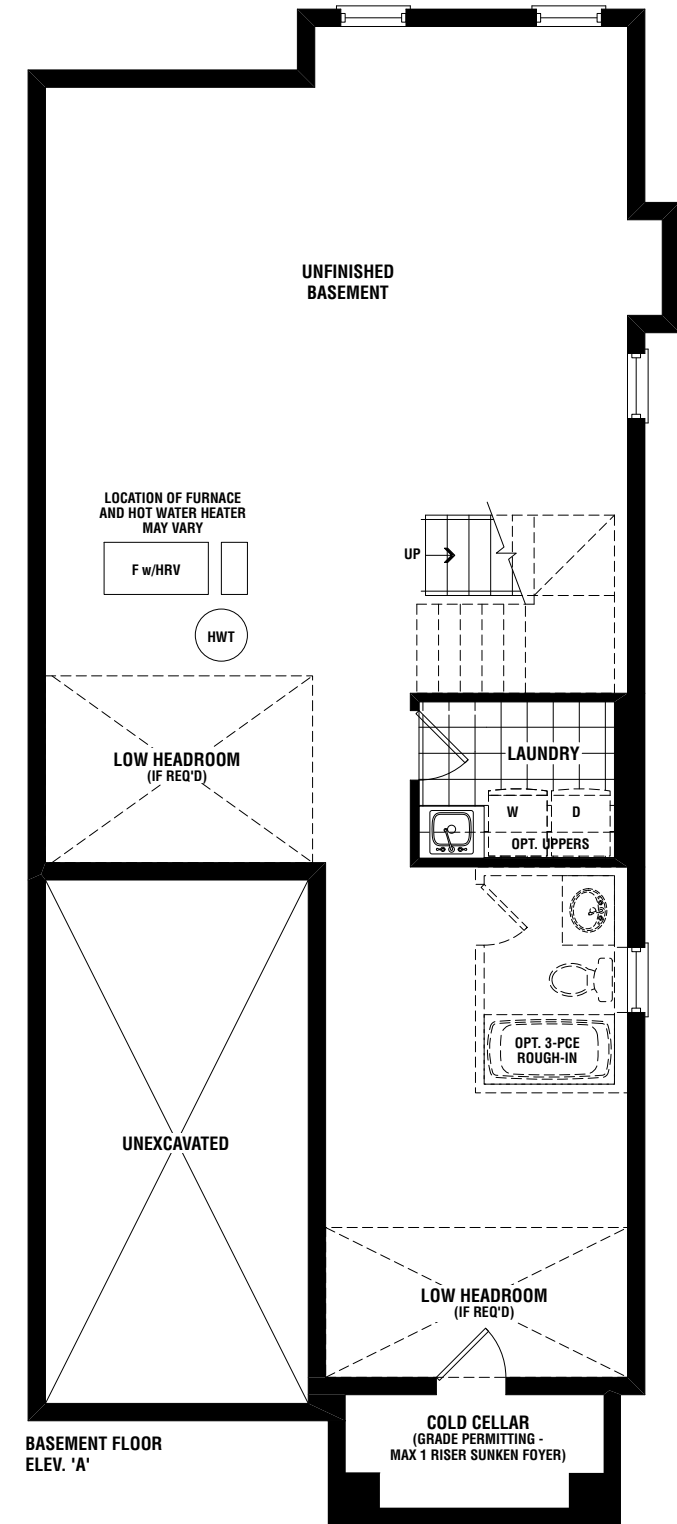 UNFINISHED
BASEMENT
LOCATION OF FURNACE
AND HOT WATER HEATER
MAY VARY
F w/HRV
UP
HWT
LOW HEADROOM
(IF REQ'D)
LAUNDRY
W
D
OPT. UPPERS
OPT. 3-PCE
ROUGH-IN
UNEXCAVATED
LOW HEADROOM
(IF REQ'D)
COLD CELLAR
(GRADE PERMITTING -
MAX 1 RISER SUNKEN FOYER)
BASEMENT FLOOR
ELEV. 'A'